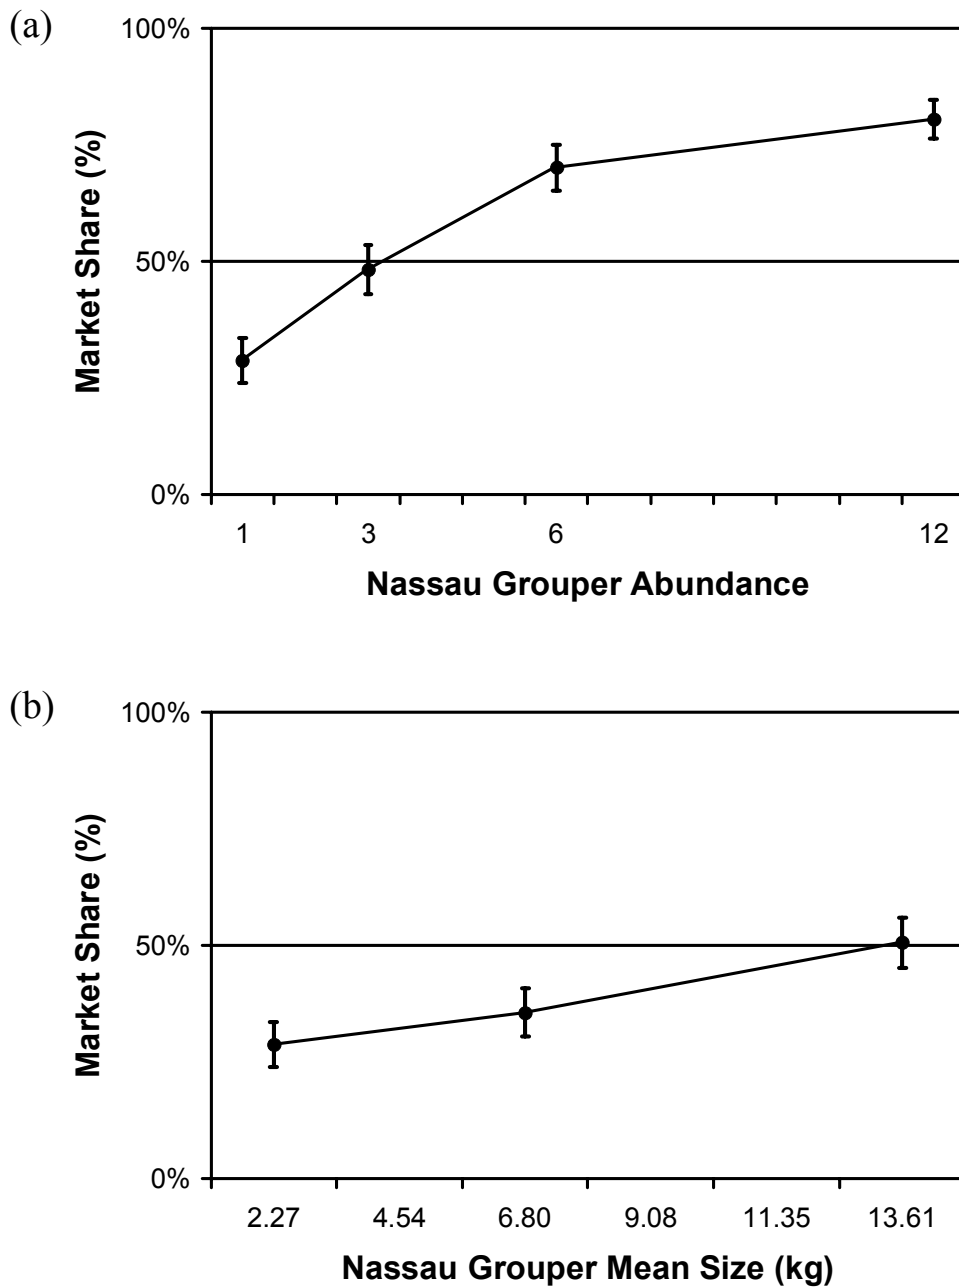 (a)
100%
50%
0%
Market Share (%)
1 3 6 12
Nassau Grouper Abundance
(b)
100%
50%
0%
Market Share (%)
2.27 4.54 6.80 9.08 11.35 13.61
Nassau Grouper Mean Size (kg)